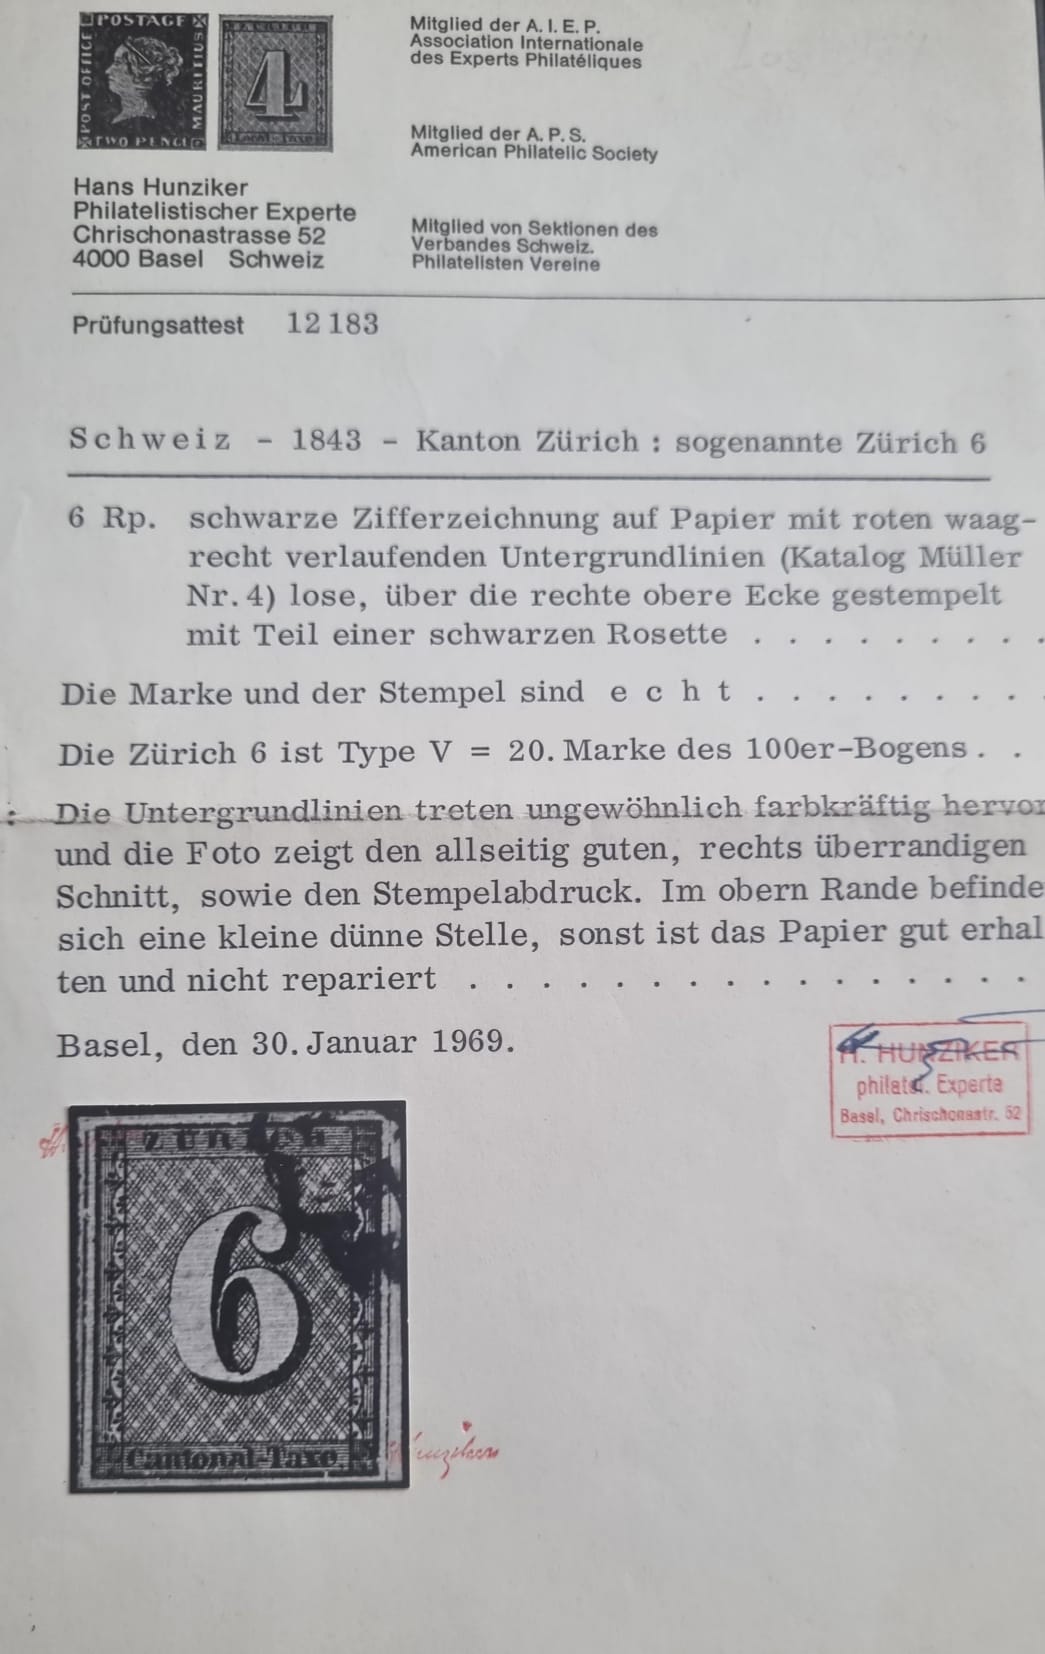 POSTAGE
POST OFFICE
MAURITIUS
TWO PENCE
4
Mitglied der A. I. E. P.
Association Internationale
des Experts Philatéliques
Mitglied der A. P. S.
American Philatelic Society
Hans Hunziker
Philatelistischer Experte
Chrischonastrasse 52
4000 Basel Schweiz
Mitglied von Sektionen des
Verbandes Schweiz.
Philatelisten Vereine
Prüfungsattest 12 183
Schweiz - 1843 - Kanton Zürich : sogenannte Zürich 6
6 Rp. schwarze Zifferzeichnung auf Papier mit roten waag-
recht verlaufenden Untergrundlinien (Katalog Müller
Nr. 4) lose, über die rechte obere Ecke gestempelt
mit Teil einer schwarzen Rosette . . . . . . . . .
Die Marke und der Stempel sind e c h t . . . . . . . .
Die Zürich 6 ist Type V = 20. Marke des 100er-Bogens . .
: Die Untergrundlinien treten ungewöhnlich farbkräftig hervor
und die Foto zeigt den allseitig guten, rechts überrandigen
Schnitt, sowie den Stempelabdruck. Im obern Rande befinde
sich eine kleine dünne Stelle, sonst ist das Papier gut erhal
ten und nicht repariert . . . . . . . . . . . . . . . .
Basel, den 30. Januar 1969.
H. HUNZIKER
philatel. Experte
Basel, Chrischonastr. 52
ZÜRICH
6
Cantonal-Taxe
Hunziker